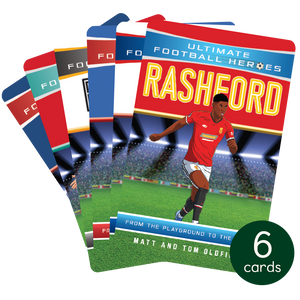 ULTIMATE
FOOTBALL HEROES
RASHFORD
FROM THE PLAYGROUND TO THE
MATT AND TOM OLDFI
6
cards